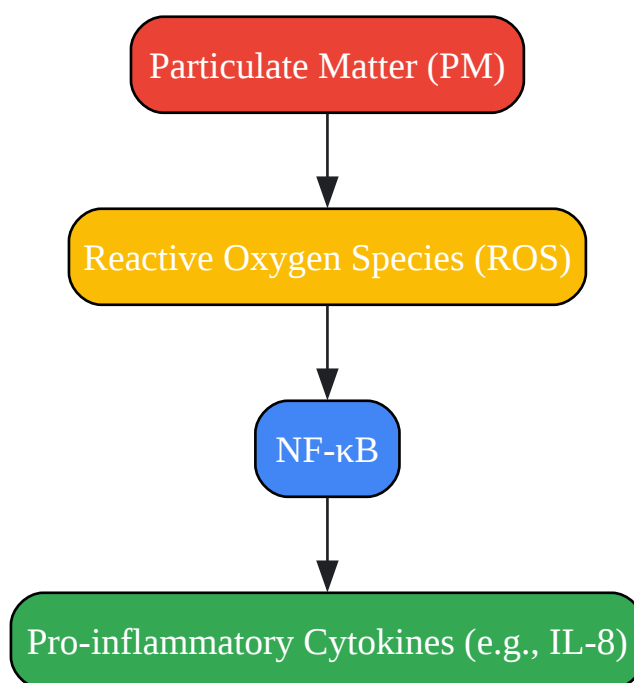 Particulate Matter (PM)
Reactive Oxygen Species (ROS)
NF-κB
Pro-inflammatory Cytokines (e.g., IL-8)